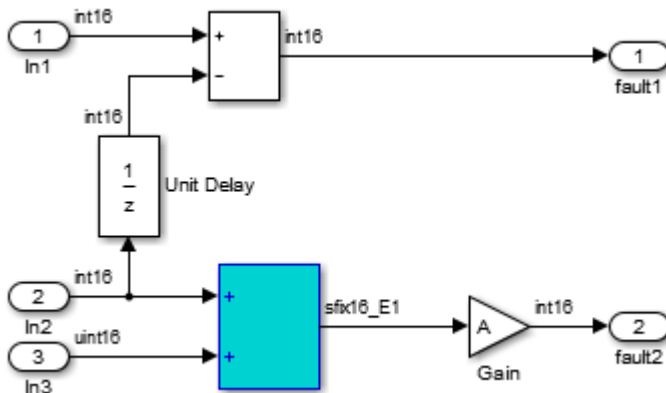 int16
1
In1
+
−
int16
1
fault1
int16
1
z
Unit Delay
int16
2
In2
uint16
3
In3
+
+
sfix16_E1
A
Gain
int16
2
fault2